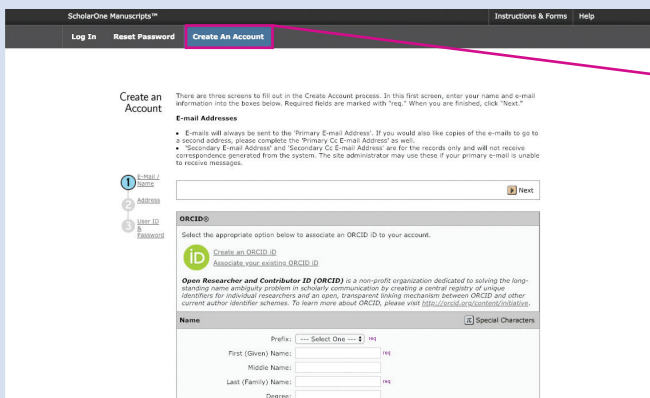 ScholarOne Manuscripts™ Instructions & Forms Help
Log In Reset Password Create An Account
Create an Account
There are three screens to fill out in the Create Account process. In this first screen, enter your name and e-mail
information into the boxes below. Required fields are marked with "req." When you are finished, click "Next."
E-mail Addresses
• E-mails will always be sent to the 'Primary E-mail Address'. If you would also like copies of the e-mails to go to
a second address, please complete the 'Primary Cc E-mail Address' as well.
• 'Secondary E-mail Address' and 'Secondary Cc E-mail Address' are for the records only and will not receive
correspondence generated from the system. The site administrator may use these if your primary e-mail is unable
to receive messages.
1 E-Mail /
Name
2 Address
3 User ID
&
Password
Next
ORCID®
Select the appropriate option below to associate an ORCID iD to your account.
iD
Create an ORCID iD
Associate your existing ORCID iD
Open Researcher and Contributor ID (ORCID) is a non-profit organization dedicated to solving the long-
standing name ambiguity problem in scholarly communication by creating a central registry of unique
identifiers for individual researchers and an open, transparent linking mechanism between ORCID and other
current author identifier schemes. To learn more about ORCID, please visit http://orcid.org/content/initiative.
Name Special Characters
Prefix: --- Select One --- req
First (Given) Name: req
Middle Name:
Last (Family) Name: req
Degree: